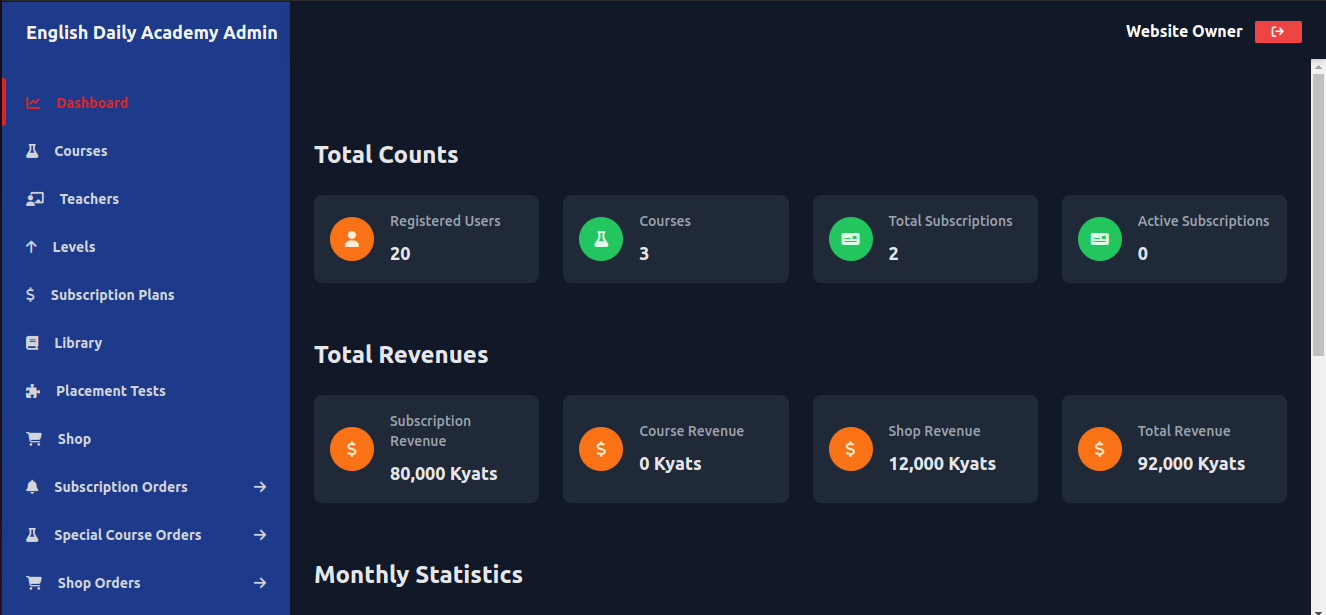 English Daily Academy Admin
Website Owner
Dashboard
Courses
Teachers
Levels
Subscription Plans
Library
Placement Tests
Shop
Subscription Orders
Special Course Orders
Shop Orders
Total Counts
Registered Users
20
Courses
3
Total Subscriptions
2
Active Subscriptions
0
Total Revenues
Subscription
Revenue
80,000 Kyats
Course Revenue
0 Kyats
Shop Revenue
12,000 Kyats
Total Revenue
92,000 Kyats
Monthly Statistics